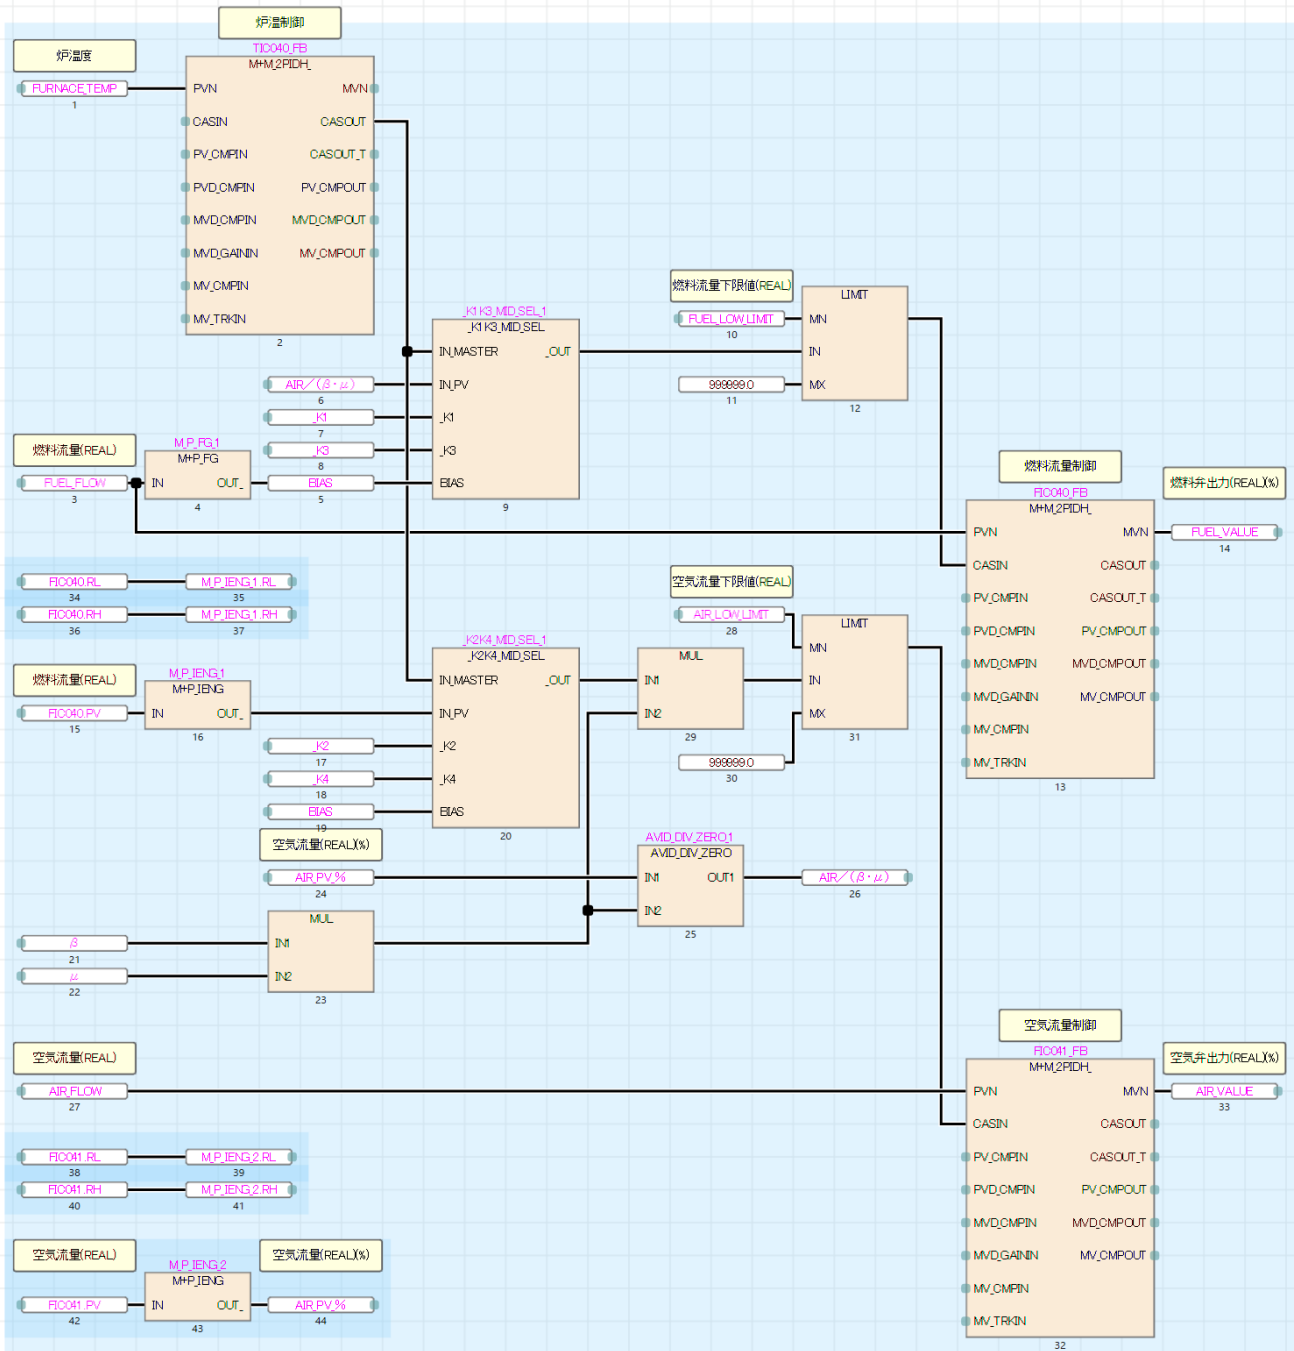 炉温制御
炉温度
TIC040_FB
M+M_2PIDH_
FURNACE_TEMP
1
PVN
MVN
CASIN
CASOUT
PV_CMPIN
CASOUT_T
PVD_CMPIN
PV_CMPOUT
MVD_CMPIN
MVD_CMPOUT
MVD_GAININ
MV_CMPOUT
MV_CMPIN
MV_TRKIN
2
燃料流量下限値(REAL)
LIMIT
FUEL_LOW_LIMIT
10
MN
IN
999999.0
11
MX
12
_K1K3_MID_SEL_1
_K1K3_MID_SEL
IN_MASTER
_OUT
AIR／(β・μ)
6
IN_PV
_K1
7
_K1
_K3
8
_K3
BIAS
5
BIAS
9
燃料流量(REAL)
M_P_FG_1
M+P_FG
FUEL_FLOW
3
IN
OUT_
4
燃料流量制御
FIC040_FB
M+M_2PIDH_
燃料弁出力(REAL)(%)
PVN
MVN
FUEL_VALUE
14
CASIN
CASOUT
PV_CMPIN
CASOUT_T
PVD_CMPIN
PV_CMPOUT
MVD_CMPIN
MVD_CMPOUT
MVD_GAININ
MV_CMPOUT
MV_CMPIN
MV_TRKIN
13
FIC040.RL
34
M_P_IENG_1.RL
35
FIC040.RH
36
M_P_IENG_1.RH
37
空気流量下限値(REAL)
AIR_LOW_LIMIT
28
LIMIT
MN
IN
MX
31
999999.0
30
_K2K4_MID_SEL_1
_K2K4_MID_SEL
IN_MASTER
_OUT
IN_PV
_K2
17
_K2
_K4
18
_K4
BIAS
19
BIAS
20
MUL
IN1
IN2
29
燃料流量(REAL)
M_P_IENG_1
M+P_IENG
FIC040.PV
15
IN
OUT_
16
空気流量(REAL)(%)
AIR_PV_%
24
AVID_DIV_ZERO_1
AVID_DIV_ZERO
IN1
OUT1
IN2
25
AIR／(β・μ)
26
MUL
β
21
IN1
μ
22
IN2
23
空気流量(REAL)
AIR_FLOW
27
空気流量制御
FIC041_FB
M+M_2PIDH_
空気弁出力(REAL)(%)
PVN
MVN
AIR_VALUE
33
CASIN
CASOUT
PV_CMPIN
CASOUT_T
PVD_CMPIN
PV_CMPOUT
MVD_CMPIN
MVD_CMPOUT
MVD_GAININ
MV_CMPOUT
MV_CMPIN
MV_TRKIN
32
FIC041.RL
38
M_P_IENG_2.RL
39
FIC041.RH
40
M_P_IENG_2.RH
41
空気流量(REAL)
M_P_IENG_2
M+P_IENG
空気流量(REAL)(%)
FIC041.PV
42
IN
OUT_
43
AIR_PV_%
44